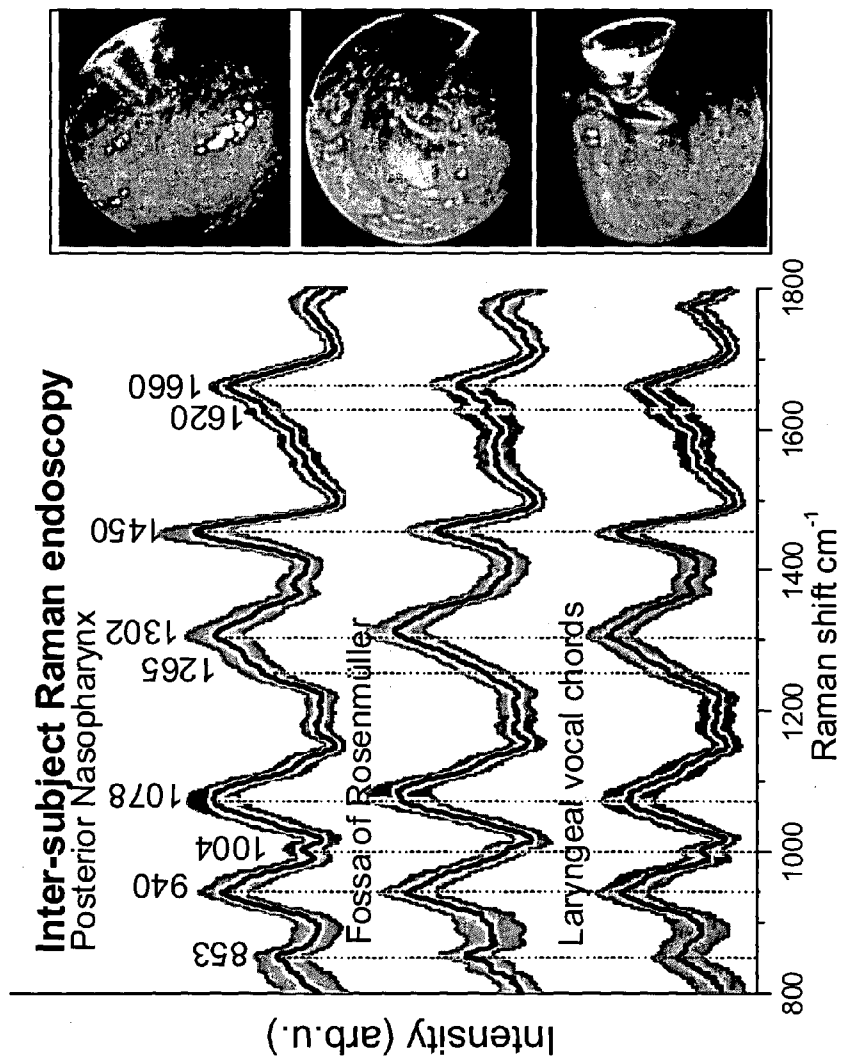 Inter-subject Raman endoscopy
Posterior Nasopharynx
853
940
1004
1078
1265
1302
1450
1620
1660
Fossal of Rosenmüller
Laryngeal vocal chords
Intensity (arb.u.)
800
1000
1200
1400
1600
1800
Raman shift cm⁻¹